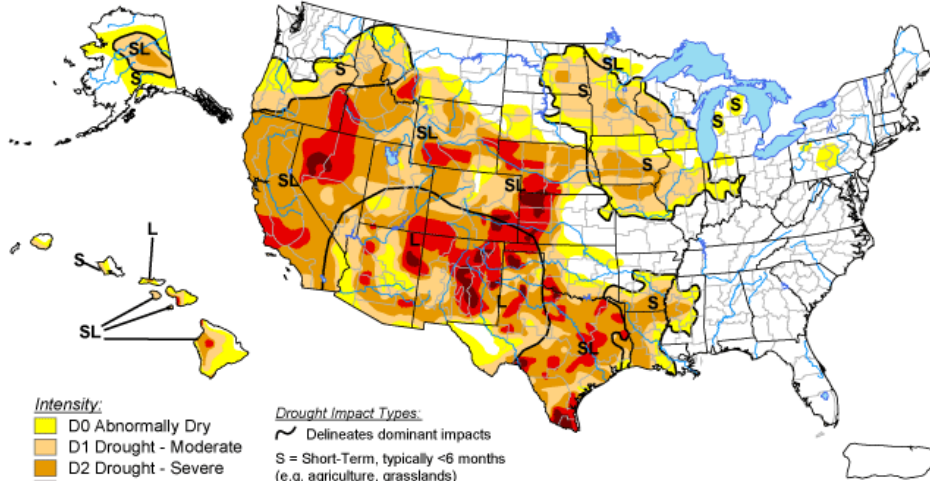 SL
S
SL
S
S
S
S
SL
SL
S
SL
L
L
S
L
S
SL
SL
Intensity:
D0 Abnormally Dry
D1 Drought - Moderate
D2 Drought - Severe
Drought Impact Types:
Delineates dominant impacts
S = Short-Term, typically <6 months
(e.g. agriculture, grasslands)